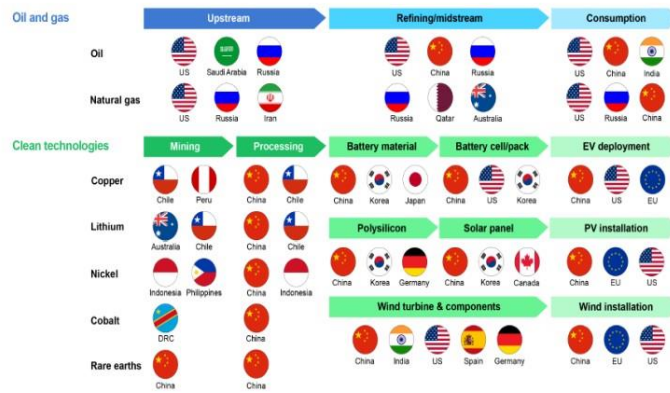 Oil and gas Upstream Refining/midstream Consumption
Oil
US Saudi Arabia Russia US China Russia US China India
Natural gas
US Russia Iran Russia Qatar Australia US Russia China
Clean technologies Mining Processing Battery material Battery cell/pack EV deployment
Copper
Chile Peru China Chile China Korea Japan China US Korea China US EU
Lithium Polysilicon Solar panel PV installation
Australia Chile China Chile
Nickel
China Korea Germany China Korea Canada China EU US
Indonesia Philippines China Indonesia
Wind turbine & components Wind installation
Cobalt
DRC China
China India US Spain Germany China EU US
Rare earths
China China